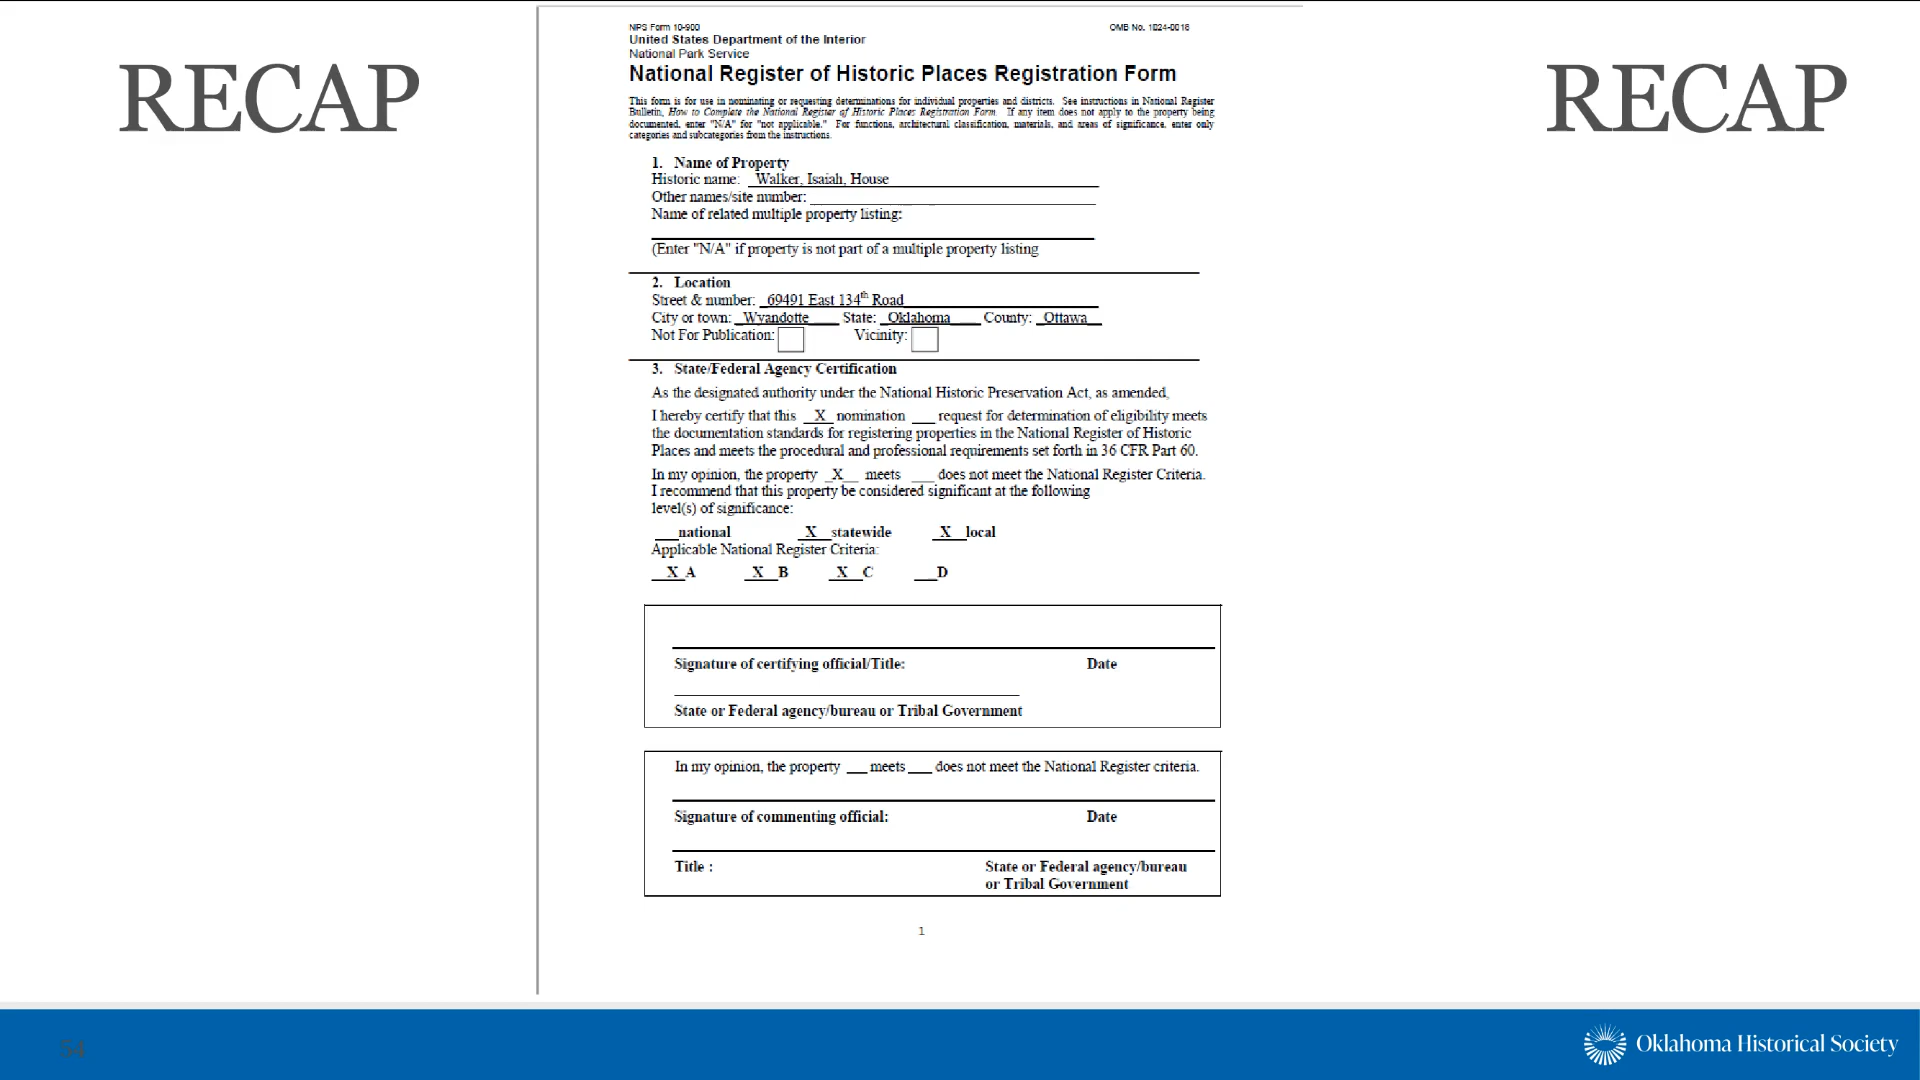 RECAP
RECAP
NPS Form 10-900 OMB No. 1024-0018
United States Department of the Interior
National Park Service
National Register of Historic Places Registration Form
This form is for use in nominating or requesting determinations for individual properties and districts. See instructions in National Register
Bulletin, How to Complete the National Register of Historic Places Registration Form. If any item does not apply to the property being
documented, enter "N/A" for "not applicable." For functions, architectural classification, materials, and areas of significance, enter only
categories and subcategories from the instructions.
1. Name of Property
Historic name: Walker, Isaiah, House
Other names/site number:
Name of related multiple property listing:
(Enter "N/A" if property is not part of a multiple property listing
2. Location
Street & number: 69491 East 134th Road
City or town: Wyandotte State: Oklahoma County: Ottawa
Not For Publication: Vicinity:
3. State/Federal Agency Certification
As the designated authority under the National Historic Preservation Act, as amended,
I hereby certify that this X nomination ___ request for determination of eligibility meets
the documentation standards for registering properties in the National Register of Historic
Places and meets the procedural and professional requirements set forth in 36 CFR Part 60.
In my opinion, the property X meets ___ does not meet the National Register Criteria.
I recommend that this property be considered significant at the following
level(s) of significance:
___national X statewide X local
Applicable National Register Criteria:
X A X B X C ___D
Signature of certifying official/Title: Date
State or Federal agency/bureau or Tribal Government
In my opinion, the property ___ meets ___ does not meet the National Register criteria.
Signature of commenting official: Date
Title : State or Federal agency/bureau
or Tribal Government
1
54
Oklahoma Historical Society